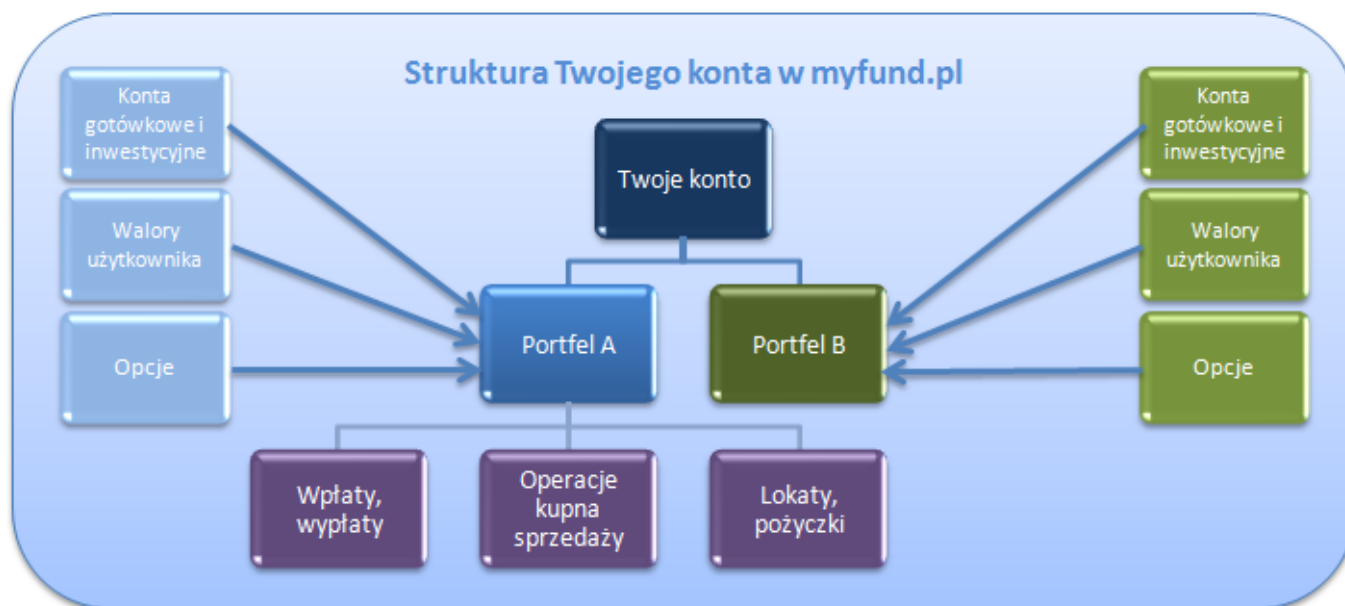 Struktura Twojego konta w myfund.pl
Konta
gotówkowe i
inwestycyjne
Walory
użytkownika
Opcje
Twoje konto
Portfel A
Portfel B
Konta
gotówkowe i
inwestycyjne
Walory
użytkownika
Opcje
Wpłaty,
wypłaty
Operacje
kupna
sprzedaży
Lokaty,
pożyczki